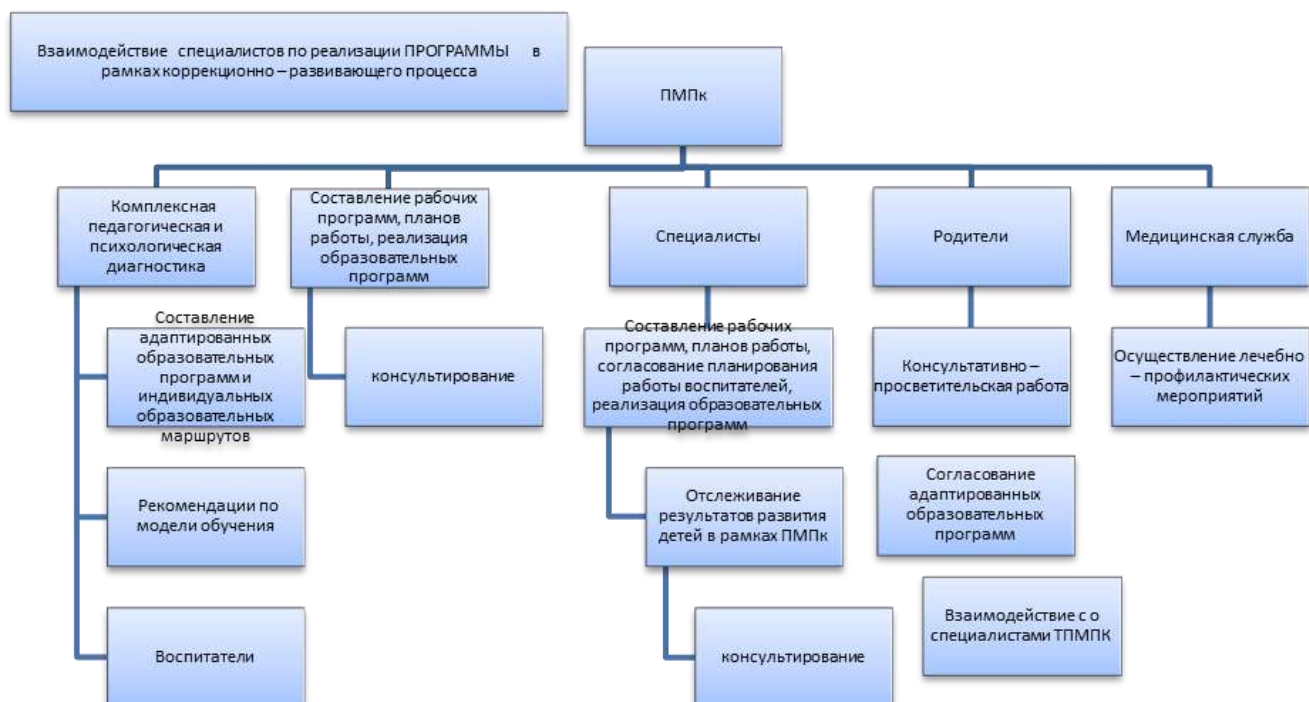 Взаимодействие специалистов по реализации ПРОГРАММЫ в
рамках коррекционно – развивающего процесса
ПМПк
Комплексная
педагогическая и
психологическая
диагностика
Составление рабочих
программ, планов
работы, реализация
образовательных
программ
Специалисты
Родители
Медицинская служба
Составление
адаптированных
образовательных
программ и
индивидуальных
образовательных
маршрутов
консультирование
Составление рабочих
программ, планов работы,
согласование планирования
работы воспитателей,
реализация образовательных
программ
Консультативно –
просветительская работа
Осуществление лечебно
– профилактических
мероприятий
Рекомендации по
модели обучения
Отслеживание
результатов развития
детей в рамках ПМПк
Согласование
адаптированных
образовательных
программ
Воспитатели
консультирование
Взаимодействие с о
специалистами ТПМПК